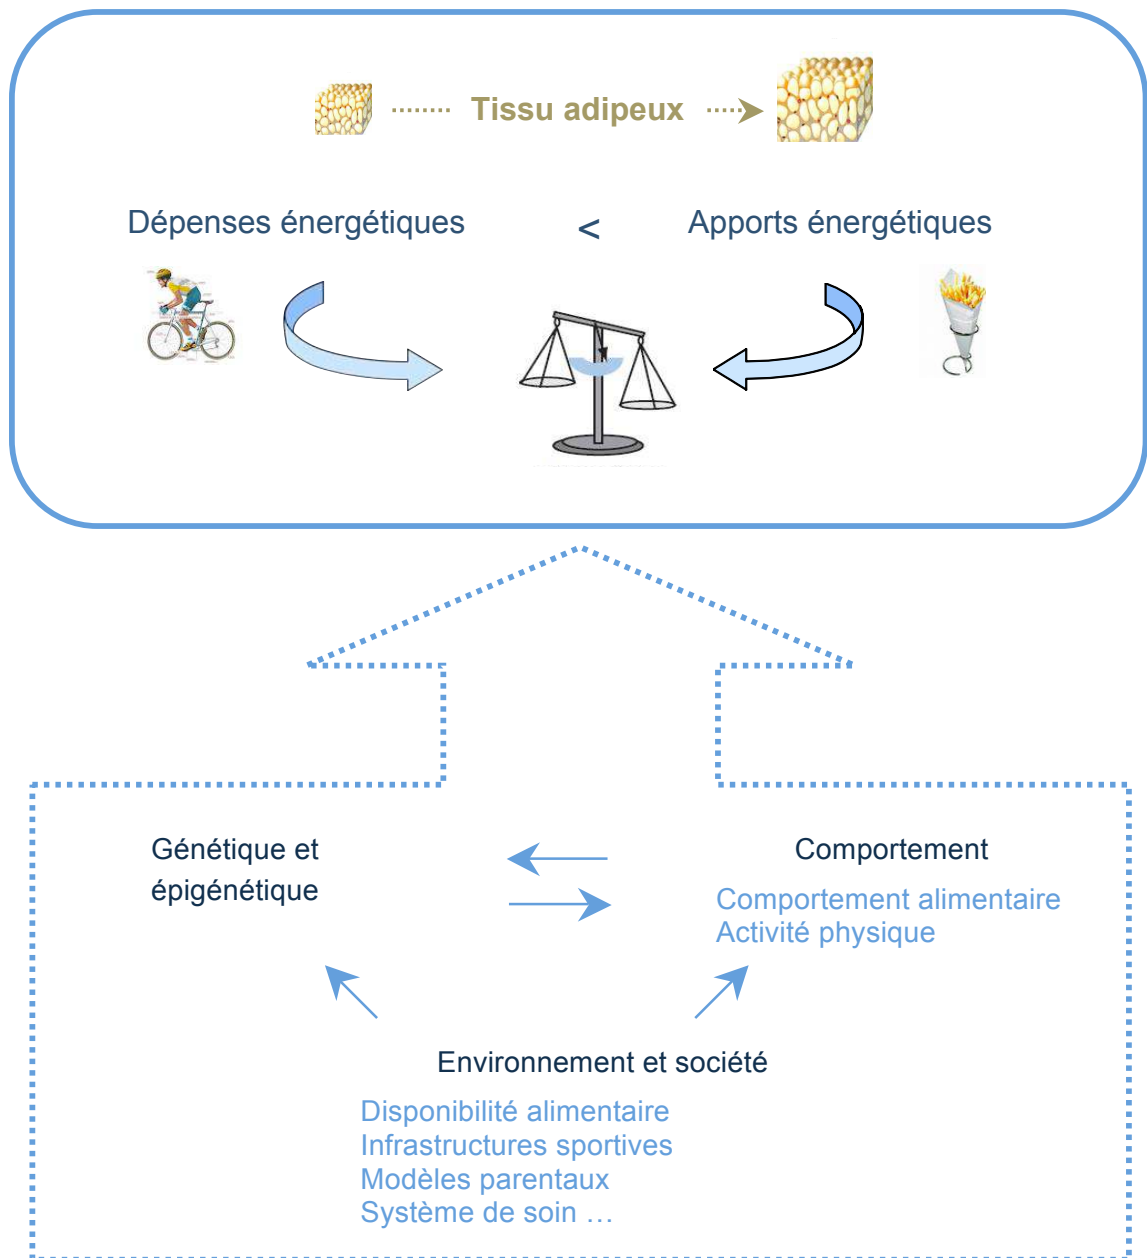 Tissu adipeux
Dépenses énergétiques < Apports énergétiques
Génétique et
épigénétique
Comportement
Comportement alimentaire
Activité physique
Environnement et société
Disponibilité alimentaire
Infrastructures sportives
Modèles parentaux
Système de soin …